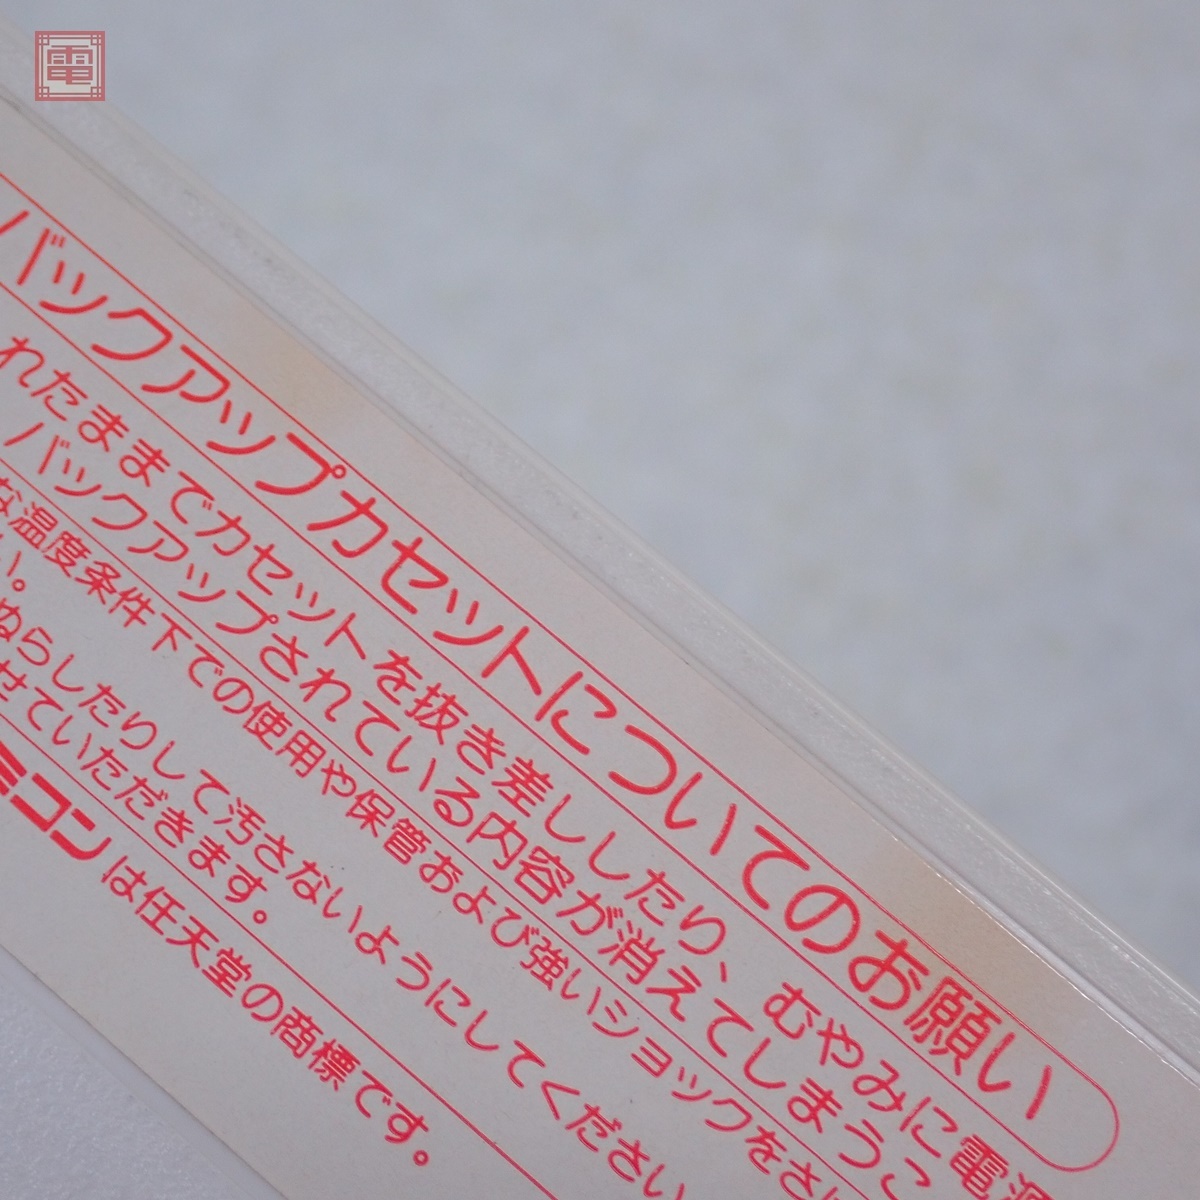 電
バックアップカセットについてのお願い
れたままでカセットを抜き差ししたり、むやみに電源
バックアップされている内容が消えてしまうこ
な温度条件下での使用や保管および強いショックをさけ
い。
ぬらしたりして汚さないようにしてください
せていただきます。
ミコンは任天堂の商標です。